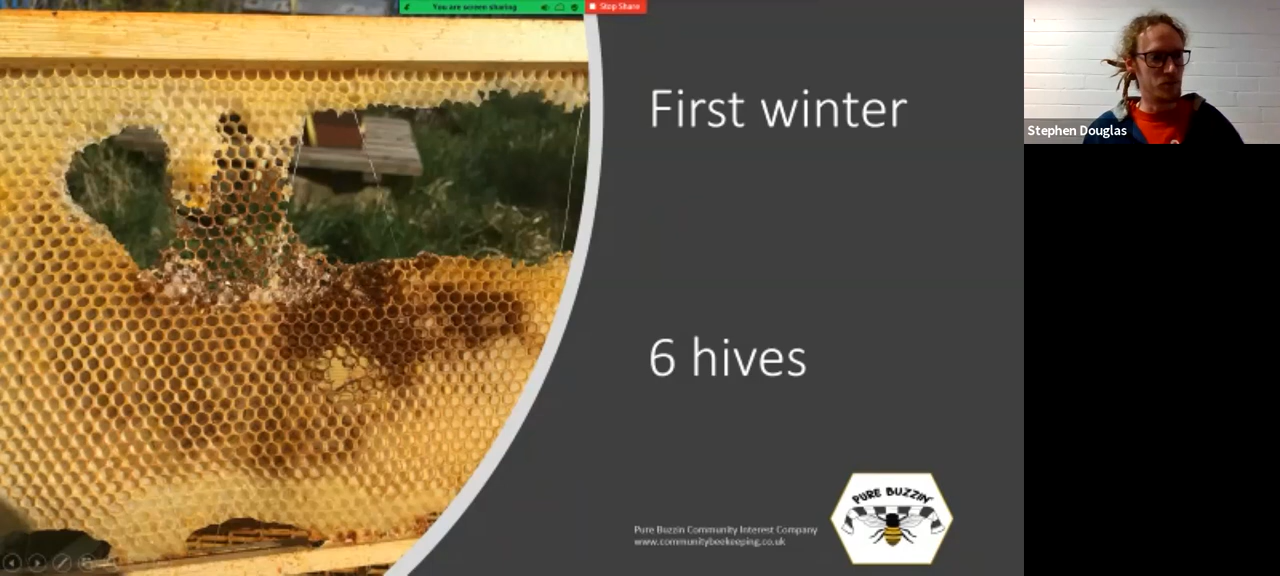 You are screen sharing
Stop Share
First winter
Stephen Douglas
6 hives
PURE BUZZIN
Pure Buzzin Community Interest Company
www.communitybeekeeping.co.uk